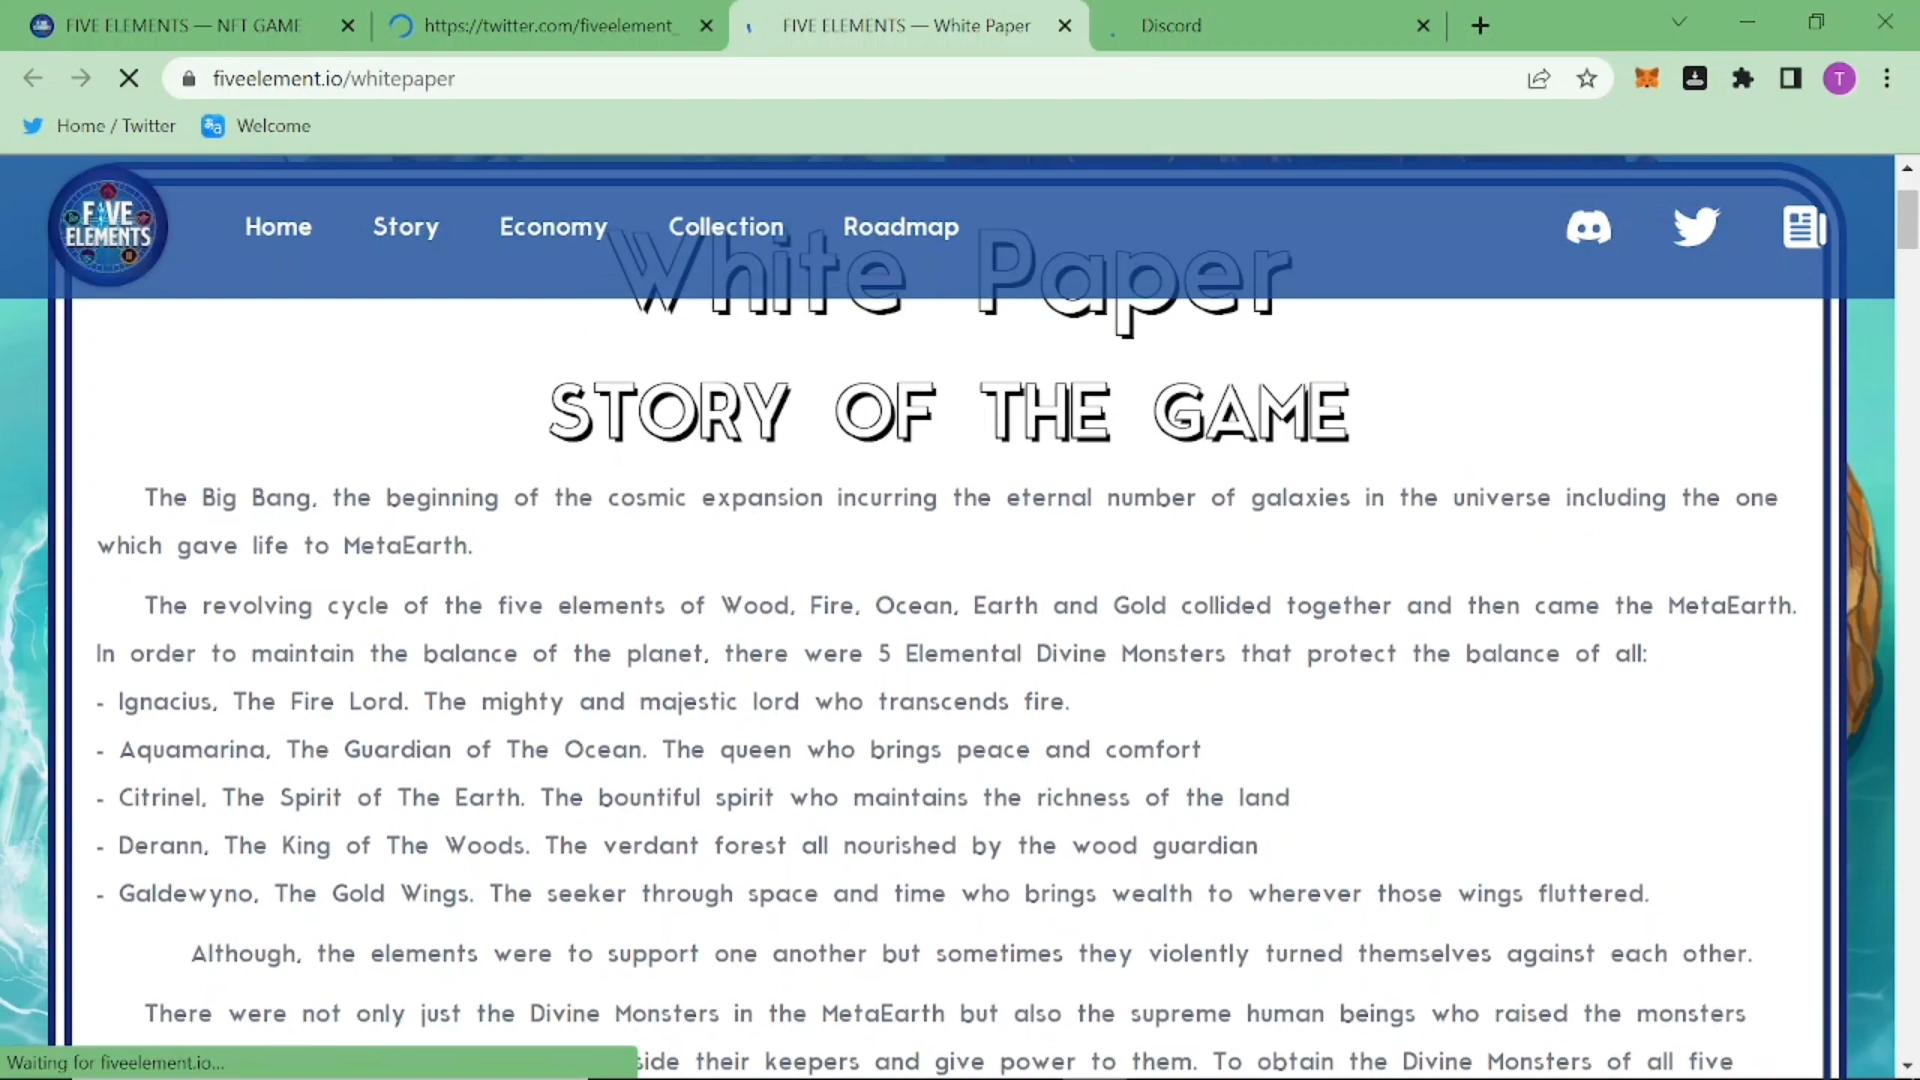 FIVE ELEMENTS — NFT GAME
https://twitter.com/fiveelement_
FIVE ELEMENTS — White Paper
Discord
fiveelement.io/whitepaper
T
Home / Twitter
Welcome
FIVE
ELEMENTS
Home
Story
Economy
Collection
Roadmap
White Paper
STORY OF THE GAME
The Big Bang, the beginning of the cosmic expansion incurring the eternal number of galaxies in the universe including the one
which gave life to MetaEarth.
The revolving cycle of the five elements of Wood, Fire, Ocean, Earth and Gold collided together and then came the MetaEarth.
In order to maintain the balance of the planet, there were 5 Elemental Divine Monsters that protect the balance of all:
- Ignacius, The Fire Lord. The mighty and majestic lord who transcends fire.
- Aquamarina, The Guardian of The Ocean. The queen who brings peace and comfort
- Citrinel, The Spirit of The Earth. The bountiful spirit who maintains the richness of the land
- Derann, The King of The Woods. The verdant forest all nourished by the wood guardian
- Galdewyno, The Gold Wings. The seeker through space and time who brings wealth to wherever those wings fluttered.
Although, the elements were to support one another but sometimes they violently turned themselves against each other.
There were not only just the Divine Monsters in the MetaEarth but also the supreme human beings who raised the monsters
side their keepers and give power to them. To obtain the Divine Monsters of all five
Waiting for fiveelement.io...